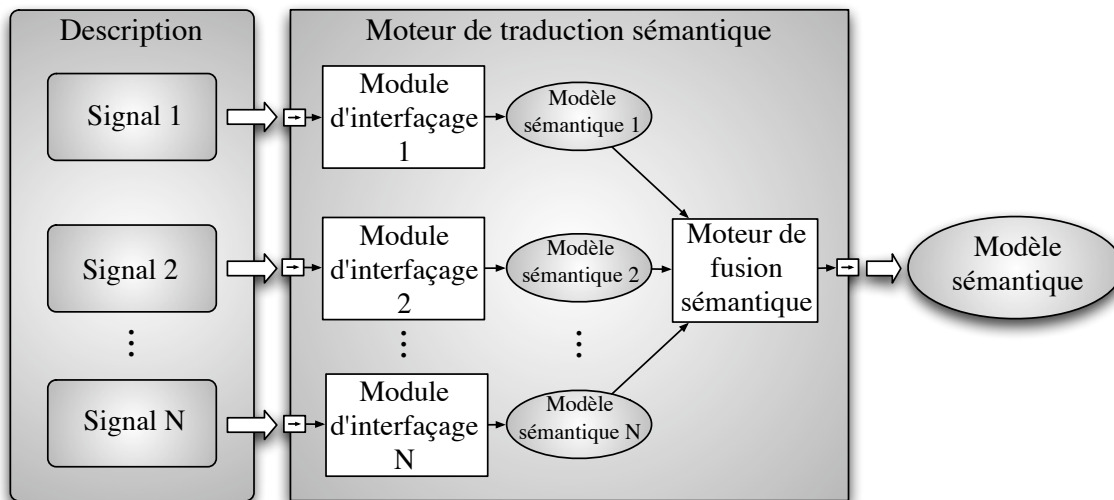 Description
Moteur de traduction sémantique
Signal 1
Module
d'interfaçage
1
Modèle
sémantique 1
Signal 2
Module
d'interfaçage
2
Modèle
sémantique 2
Moteur de
fusion
sémantique
Modèle
sémantique
Signal N
Module
d'interfaçage
N
Modèle
sémantique N